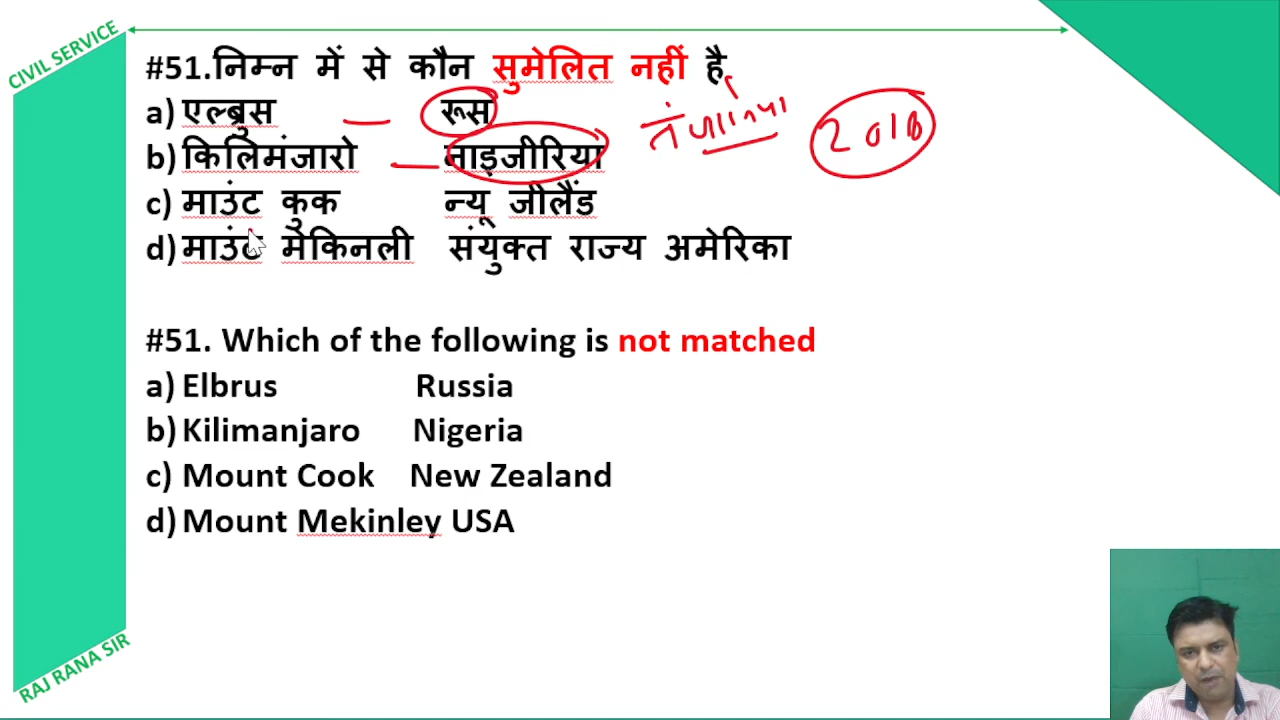 CIVIL SERVICE
#51.निम्न में से कौन सुमेलित नहीं है
a) एल्ब्रुस — रूस
b) किलिमंजारो — नाइजीरिया
तंजानिया
2018
c) माउंट कुक न्यू जीलैंड
d) माउंट मेकिनली संयुक्त राज्य अमेरिका
#51. Which of the following is not matched
a) Elbrus Russia
b) Kilimanjaro Nigeria
c) Mount Cook New Zealand
d) Mount Mekinley USA
RAJ RANA SIR